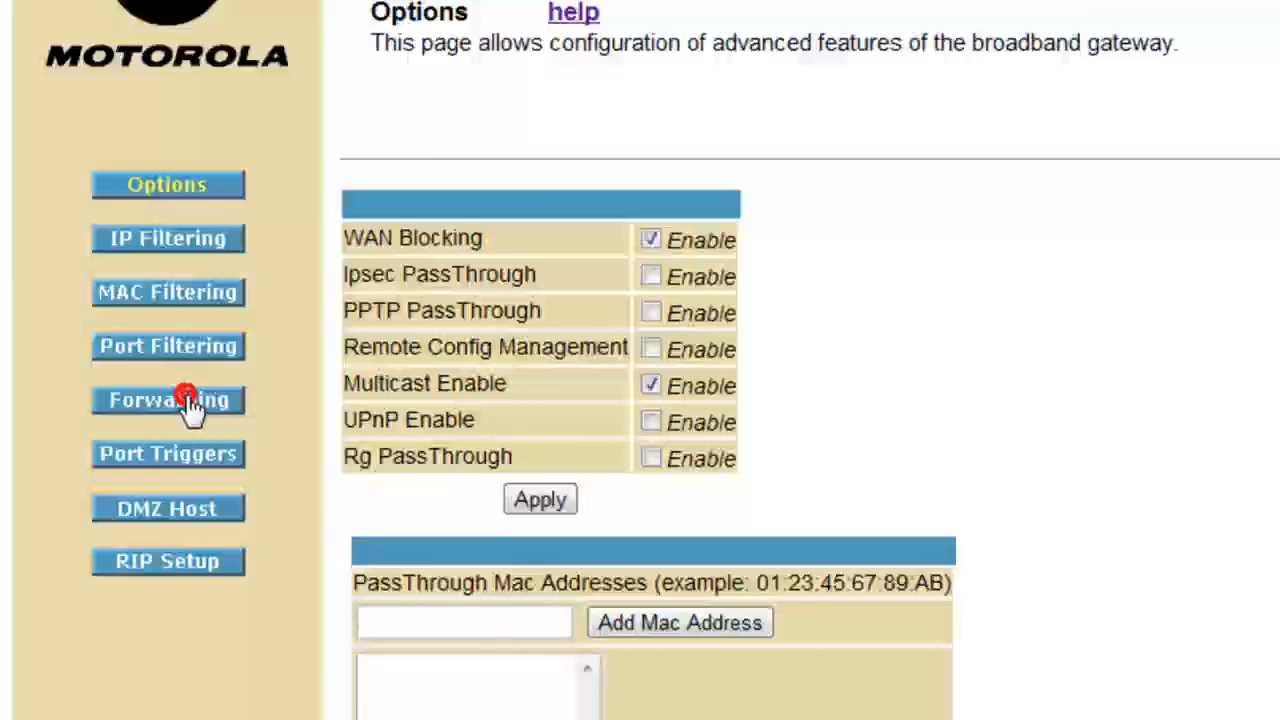 Options help
This page allows configuration of advanced features of the broadband gateway.
MOTOROLA
Options
IP Filtering
MAC Filtering
Port Filtering
Forwarding
Port Triggers
DMZ Host
RIP Setup
WAN Blocking Enable
Ipsec PassThrough Enable
PPTP PassThrough Enable
Remote Config Management Enable
Multicast Enable Enable
UPnP Enable Enable
Rg PassThrough Enable
Apply
PassThrough Mac Addresses (example: 01:23:45:67:89:AB)
Add Mac Address